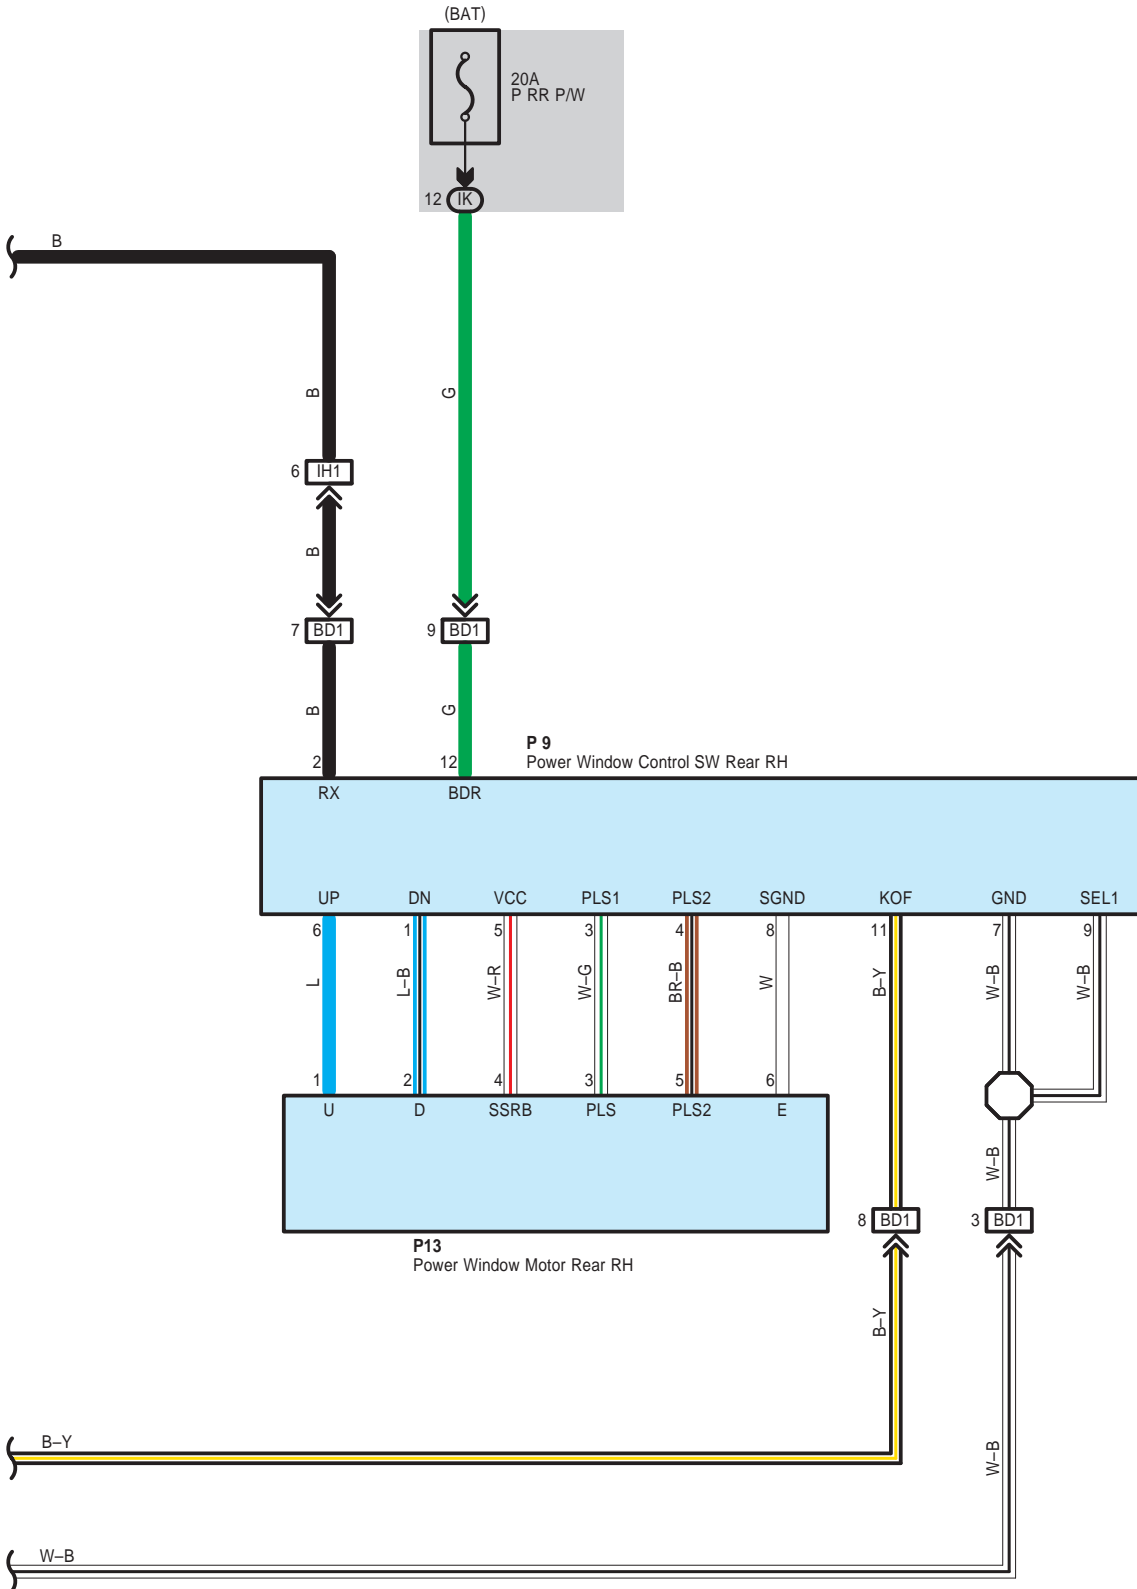 (BAT)
20A
P RR P/W
12 IK
B
B
G
6 IH1
B
7 BD1
9 BD1
B
G
P 9
Power Window Control SW Rear RH
2
12
RX
BDR
UP
DN
VCC
PLS1
PLS2
SGND
KOF
GND
SEL1
6
1
5
3
4
8
11
7
9
L
L–B
W–R
W–G
BR–B
W
B–Y
W–B
W–B
1
2
4
3
5
6
U
D
SSRB
PLS
PLS2
E
W–B
8 BD1
3 BD1
P13
Power Window Motor Rear RH
B–Y
B–Y
W–B
W–B